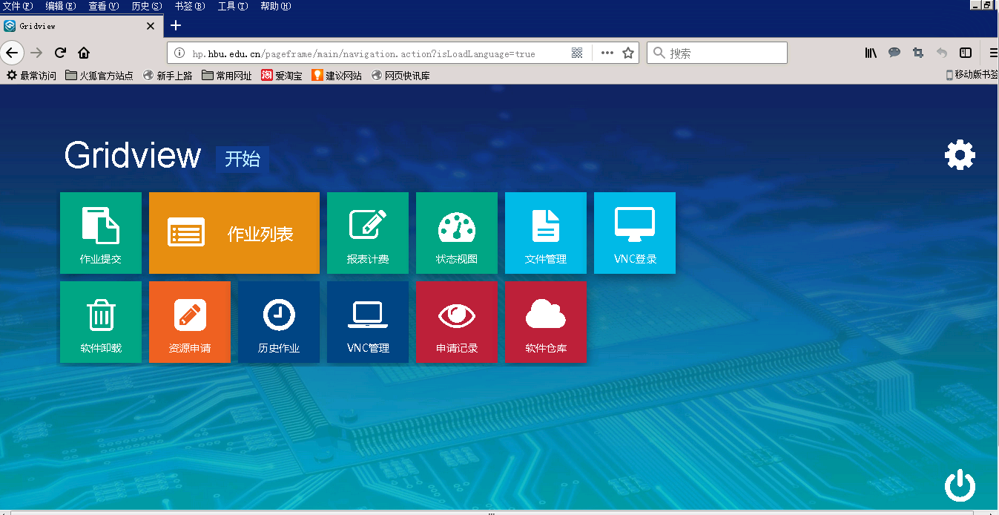 文件(F) 编辑(E) 查看(V) 历史(S) 书签(B) 工具(T) 帮助(H)
Gridview
hp.hbu.edu.cn/pageframe/main/navigation.action?isLoadLanguage=true 搜索
最常访问 火狐官方站点 新手上路 常用网址 淘 爱淘宝 建议网站 网页快讯库 移动版书签
Gridview 开始
作业提交 作业列表 报表计费 状态视图 文件管理 VNC登录
软件卸载 资源申请 历史作业 VNC管理 申请记录 软件仓库